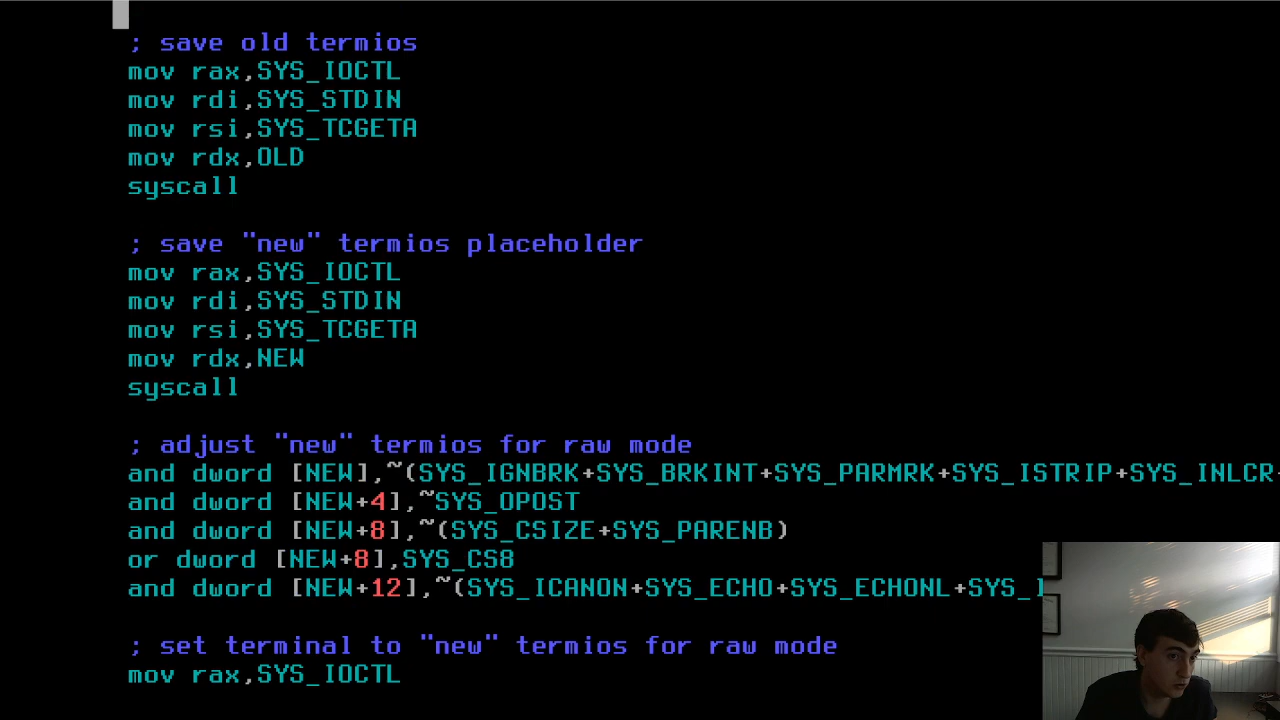 ; save old termios
mov rax,SYS_IOCTL
mov rdi,SYS_STDIN
mov rsi,SYS_TCGETA
mov rdx,OLD
syscall
; save "new" termios placeholder
mov rax,SYS_IOCTL
mov rdi,SYS_STDIN
mov rsi,SYS_TCGETA
mov rdx,NEW
syscall
; adjust "new" termios for raw mode
and dword [NEW],~(SYS_IGNBRK+SYS_BRKINT+SYS_PARMRK+SYS_ISTRIP+SYS_INLCR
and dword [NEW+4],~SYS_OPOST
and dword [NEW+8],~(SYS_CSIZE+SYS_PARENB)
or dword [NEW+8],SYS_CS8
and dword [NEW+12],~(SYS_ICANON+SYS_ECHO+SYS_ECHONL+SYS_
; set terminal to "new" termios for raw mode
mov rax,SYS_IOCTL